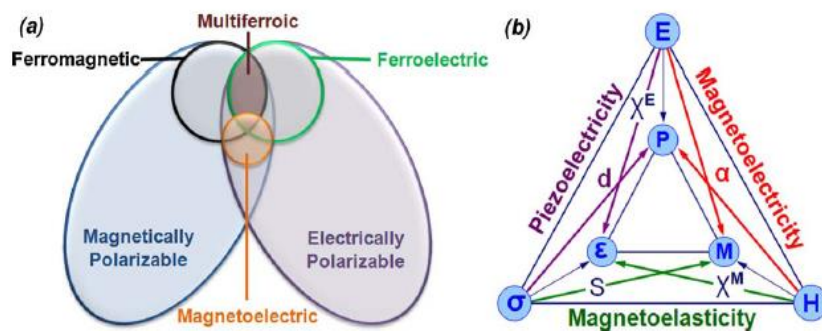 (a)
Multiferroic
Ferromagnetic
Ferroelectric
Magnetically
Polarizable
Electrically
Polarizable
Magnetoelectric
(b)
E
Piezoelectricity
Magnetoelectricity
χᴱ
P
d
α
ε
M
S
χᴹ
σ
H
Magnetoelasticity